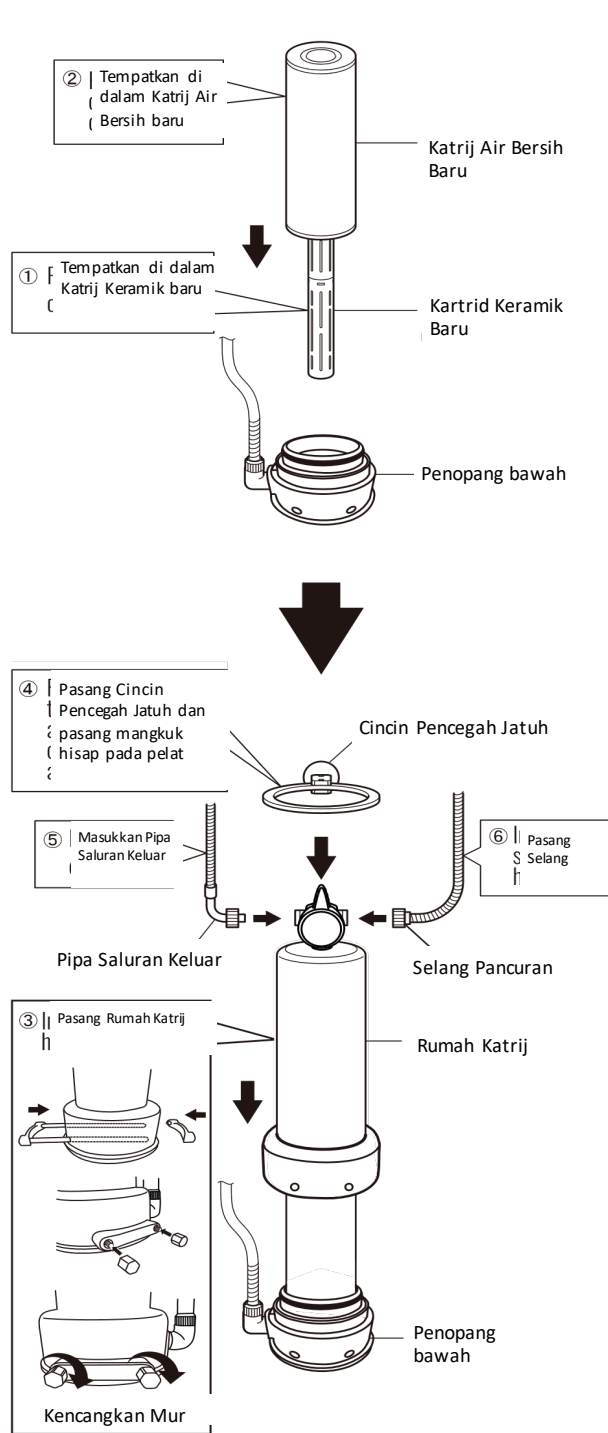 ② Tempatkan di
dalam Katrij Air
Bersih baru
Katrij Air Bersih
Baru
① Tempatkan di dalam
Katrij Keramik baru
Kartrid Keramik
Baru
Penopang bawah
④ Pasang Cincin
Pencegah Jatuh dan
pasang mangkuk
hisap pada pelat
Cincin Pencegah Jatuh
⑤ Masukkan Pipa
Saluran Keluar
⑥ Pasang
Selang
Pipa Saluran Keluar
Selang Pancuran
③ Pasang Rumah Katrij
Rumah Katrij
Penopang
bawah
Kencangkan Mur